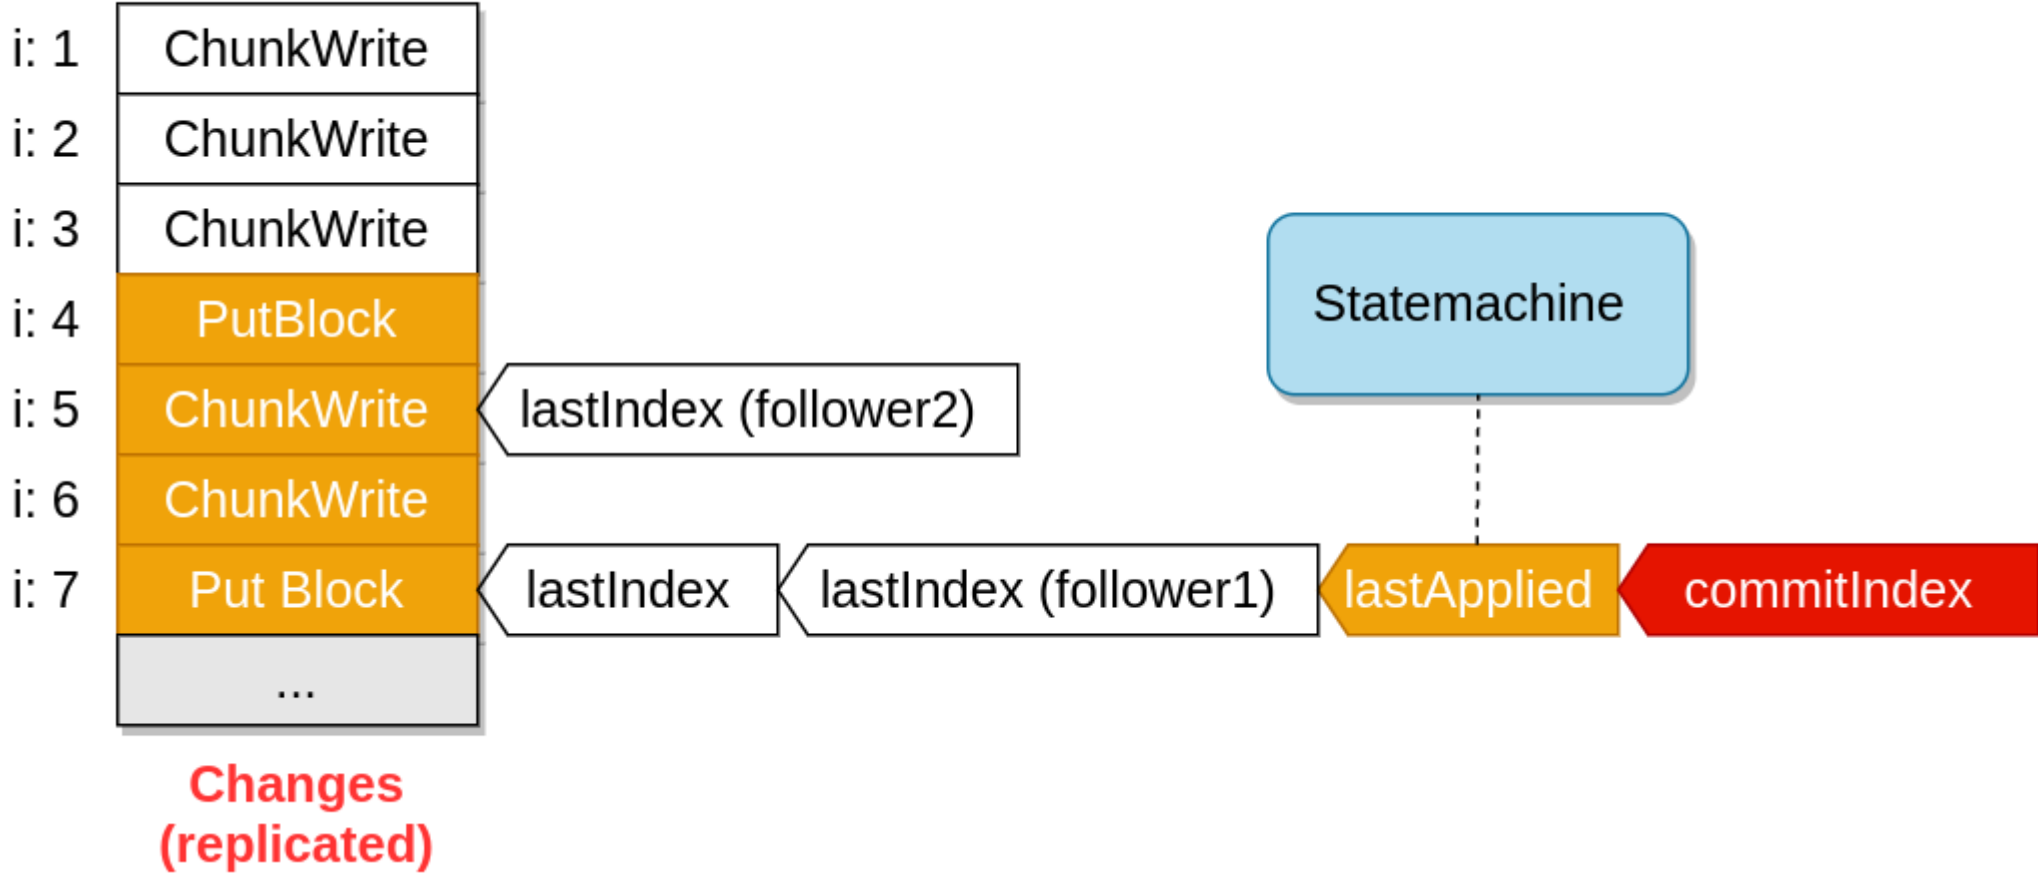 i: 1 ChunkWrite
i: 2 ChunkWrite
i: 3 ChunkWrite
Statemachine
i: 4 PutBlock
i: 5 ChunkWrite lastIndex (follower2)
i: 6 ChunkWrite
i: 7 Put Block lastIndex lastIndex (follower1) lastApplied commitIndex
...
Changes
(replicated)